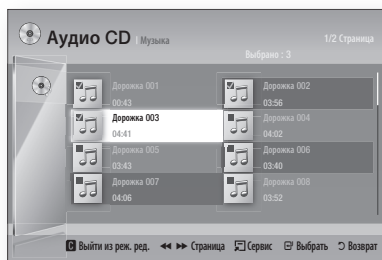 Аудио CD | Музыка
1/2 Страница
Выбрано : 3
Дорожка 001
00:43
Дорожка 002
03:56
Дорожка 003
04:41
Дорожка 004
04:02
Дорожка 005
03:43
Дорожка 006
03:40
Дорожка 007
04:06
Дорожка 008
03:52
C Выйти из реж. ред. Страница Сервис Выбрать Возврат